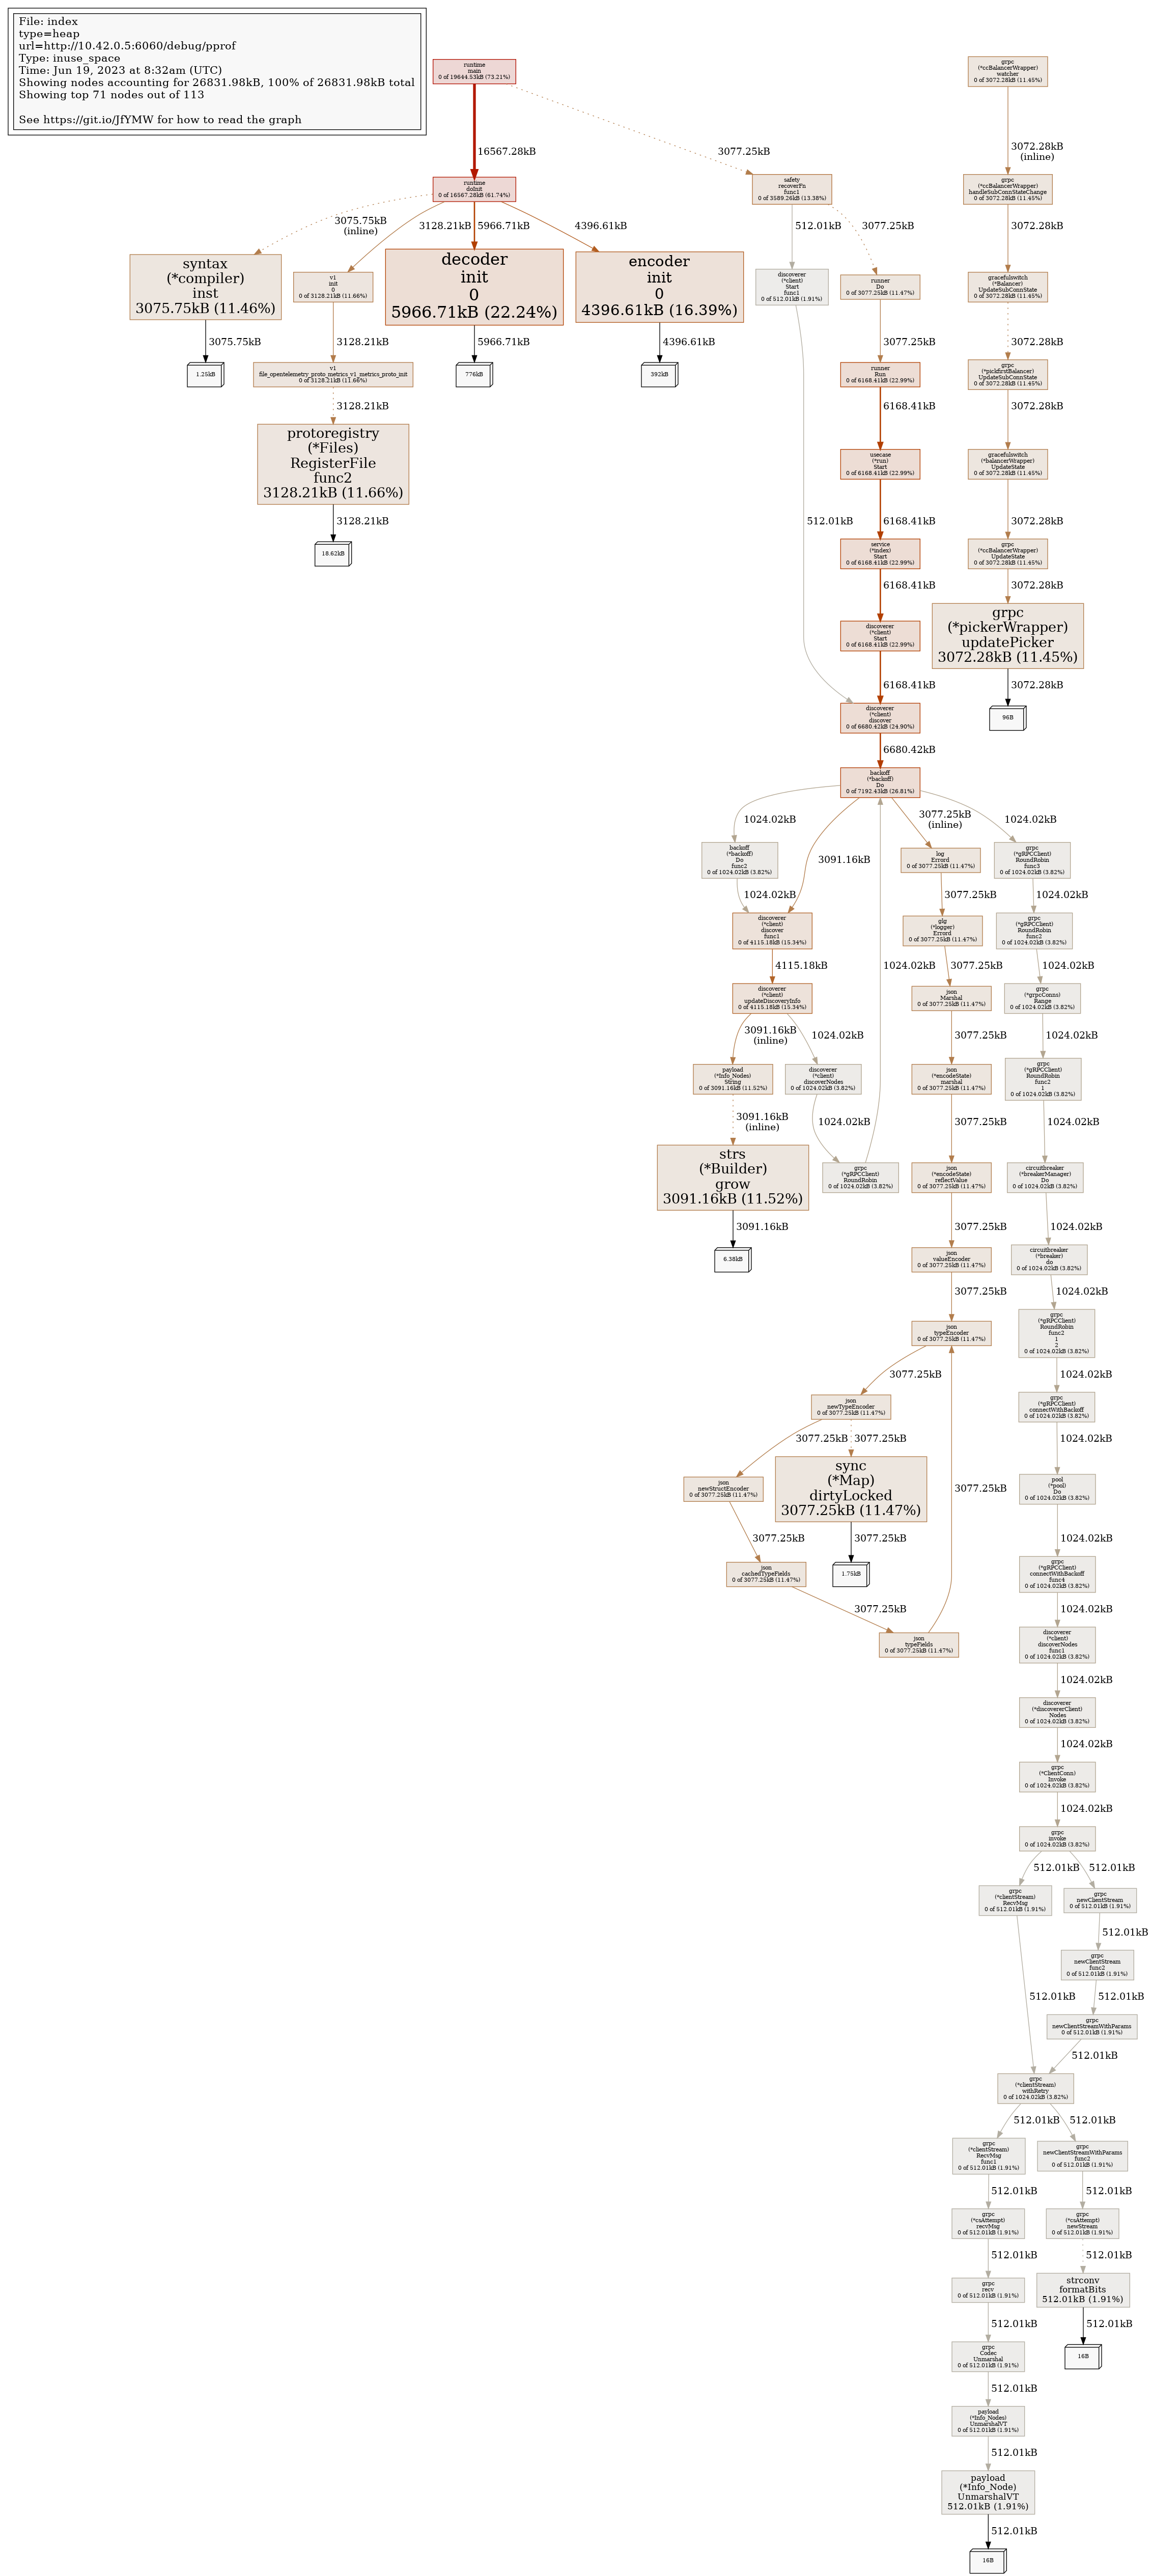 File: index
type=heap
url=http://10.42.0.5:6060/debug/pprof
Type: inuse_space
Time: Jun 19, 2023 at 8:32am (UTC)
Showing nodes accounting for 26831.98kB, 100% of 26831.98kB total
Showing top 71 nodes out of 113
See https://git.io/JfYMW for how to read the graph
runtime
main
0 of 19644.53kB (73.21%)
grpc
(*ccBalancerWrapper)
watcher
0 of 3072.28kB (11.45%)
16567.28kB
3077.25kB
3072.28kB
(inline)
runtime
doInit
0 of 16567.28kB (61.74%)
safety
recoverFn
func1
0 of 3589.26kB (13.38%)
grpc
(*ccBalancerWrapper)
handleSubConnStateChange
0 of 3072.28kB (11.45%)
3075.75kB
(inline)
3128.21kB
5966.71kB
4396.61kB
512.01kB
3077.25kB
3072.28kB
syntax
(*compiler)
inst
3075.75kB (11.46%)
v1
init
0
0 of 3128.21kB (11.66%)
decoder
init
0
5966.71kB (22.24%)
encoder
init
0
4396.61kB (16.39%)
discoverer
(*client)
Start
func1
0 of 512.01kB (1.91%)
runner
Do
0 of 3077.25kB (11.47%)
gracefulswitch
(*Balancer)
UpdateSubConnState
0 of 3072.28kB (11.45%)
3075.75kB
3128.21kB
5966.71kB
4396.61kB
3077.25kB
3072.28kB
1.25kB
v1
file_opentelemetry_proto_metrics_v1_metrics_proto_init
0 of 3128.21kB (11.66%)
776kB
392kB
runner
Run
0 of 6168.41kB (22.99%)
grpc
(*pickfirstBalancer)
UpdateSubConnState
0 of 3072.28kB (11.45%)
3128.21kB
6168.41kB
3072.28kB
protoregistry
(*Files)
RegisterFile
func2
3128.21kB (11.66%)
usecase
(*run)
Start
0 of 6168.41kB (22.99%)
gracefulswitch
(*balancerWrapper)
UpdateState
0 of 3072.28kB (11.45%)
3128.21kB
512.01kB
6168.41kB
3072.28kB
18.62kB
service
(*index)
Start
0 of 6168.41kB (22.99%)
grpc
(*ccBalancerWrapper)
UpdateState
0 of 3072.28kB (11.45%)
6168.41kB
3072.28kB
discoverer
(*client)
Start
0 of 6168.41kB (22.99%)
grpc
(*pickerWrapper)
updatePicker
3072.28kB (11.45%)
6168.41kB
3072.28kB
discoverer
(*client)
discover
0 of 6680.42kB (24.90%)
96B
6680.42kB
backoff
(*backoff)
Do
0 of 7192.43kB (26.81%)
1024.02kB
3091.16kB
3077.25kB
(inline)
1024.02kB
backoff
(*backoff)
Do
func2
0 of 1024.02kB (3.82%)
log
Errord
0 of 3077.25kB (11.47%)
grpc
(*gRPCClient)
RoundRobin
func3
0 of 1024.02kB (3.82%)
1024.02kB
3077.25kB
1024.02kB
discoverer
(*client)
discover
func1
0 of 4115.18kB (15.34%)
glg
(*logger)
Errord
0 of 3077.25kB (11.47%)
grpc
(*gRPCClient)
RoundRobin
func2
0 of 1024.02kB (3.82%)
4115.18kB
1024.02kB
3077.25kB
1024.02kB
discoverer
(*client)
updateDiscoveryInfo
0 of 4115.18kB (15.34%)
json
Marshal
0 of 3077.25kB (11.47%)
grpc
(*grpcConns)
Range
0 of 1024.02kB (3.82%)
3091.16kB
(inline)
1024.02kB
3077.25kB
1024.02kB
payload
(*Info_Nodes)
String
0 of 3091.16kB (11.52%)
discoverer
(*client)
discoverNodes
0 of 1024.02kB (3.82%)
json
(*encodeState)
marshal
0 of 3077.25kB (11.47%)
grpc
(*gRPCClient)
RoundRobin
func2
1
0 of 1024.02kB (3.82%)
3091.16kB
(inline)
1024.02kB
3077.25kB
1024.02kB
strs
(*Builder)
grow
3091.16kB (11.52%)
grpc
(*gRPCClient)
RoundRobin
0 of 1024.02kB (3.82%)
json
(*encodeState)
reflectValue
0 of 3077.25kB (11.47%)
circuitbreaker
(*breakerManager)
Do
0 of 1024.02kB (3.82%)
3091.16kB
3077.25kB
1024.02kB
6.38kB
json
valueEncoder
0 of 3077.25kB (11.47%)
circuitbreaker
(*breaker)
do
0 of 1024.02kB (3.82%)
3077.25kB
1024.02kB
json
typeEncoder
0 of 3077.25kB (11.47%)
grpc
(*gRPCClient)
RoundRobin
func2
1
2
0 of 1024.02kB (3.82%)
3077.25kB
1024.02kB
json
newTypeEncoder
0 of 3077.25kB (11.47%)
grpc
(*gRPCClient)
connectWithBackoff
0 of 1024.02kB (3.82%)
3077.25kB
3077.25kB
1024.02kB
json
newStructEncoder
0 of 3077.25kB (11.47%)
sync
(*Map)
dirtyLocked
3077.25kB (11.47%)
3077.25kB
pool
(*pool)
Do
0 of 1024.02kB (3.82%)
3077.25kB
3077.25kB
1024.02kB
json
cachedTypeFields
0 of 3077.25kB (11.47%)
1.75kB
grpc
(*gRPCClient)
connectWithBackoff
func4
0 of 1024.02kB (3.82%)
3077.25kB
1024.02kB
json
typeFields
0 of 3077.25kB (11.47%)
discoverer
(*client)
discoverNodes
func1
0 of 1024.02kB (3.82%)
1024.02kB
discoverer
(*discovererClient)
Nodes
0 of 1024.02kB (3.82%)
1024.02kB
grpc
(*ClientConn)
Invoke
0 of 1024.02kB (3.82%)
1024.02kB
grpc
invoke
0 of 1024.02kB (3.82%)
512.01kB
512.01kB
grpc
(*clientStream)
RecvMsg
0 of 512.01kB (1.91%)
grpc
newClientStream
0 of 512.01kB (1.91%)
512.01kB
grpc
newClientStream
func2
0 of 512.01kB (1.91%)
512.01kB
512.01kB
grpc
newClientStreamWithParams
0 of 512.01kB (1.91%)
512.01kB
grpc
(*clientStream)
withRetry
0 of 1024.02kB (3.82%)
512.01kB
512.01kB
grpc
(*clientStream)
RecvMsg
func1
0 of 512.01kB (1.91%)
grpc
newClientStreamWithParams
func2
0 of 512.01kB (1.91%)
512.01kB
512.01kB
grpc
(*csAttempt)
recvMsg
0 of 512.01kB (1.91%)
grpc
(*csAttempt)
newStream
0 of 512.01kB (1.91%)
512.01kB
512.01kB
grpc
recv
0 of 512.01kB (1.91%)
strconv
formatBits
512.01kB (1.91%)
512.01kB
512.01kB
grpc
Codec
Unmarshal
0 of 512.01kB (1.91%)
16B
512.01kB
payload
(*Info_Nodes)
UnmarshalVT
0 of 512.01kB (1.91%)
512.01kB
payload
(*Info_Node)
UnmarshalVT
512.01kB (1.91%)
512.01kB
16B